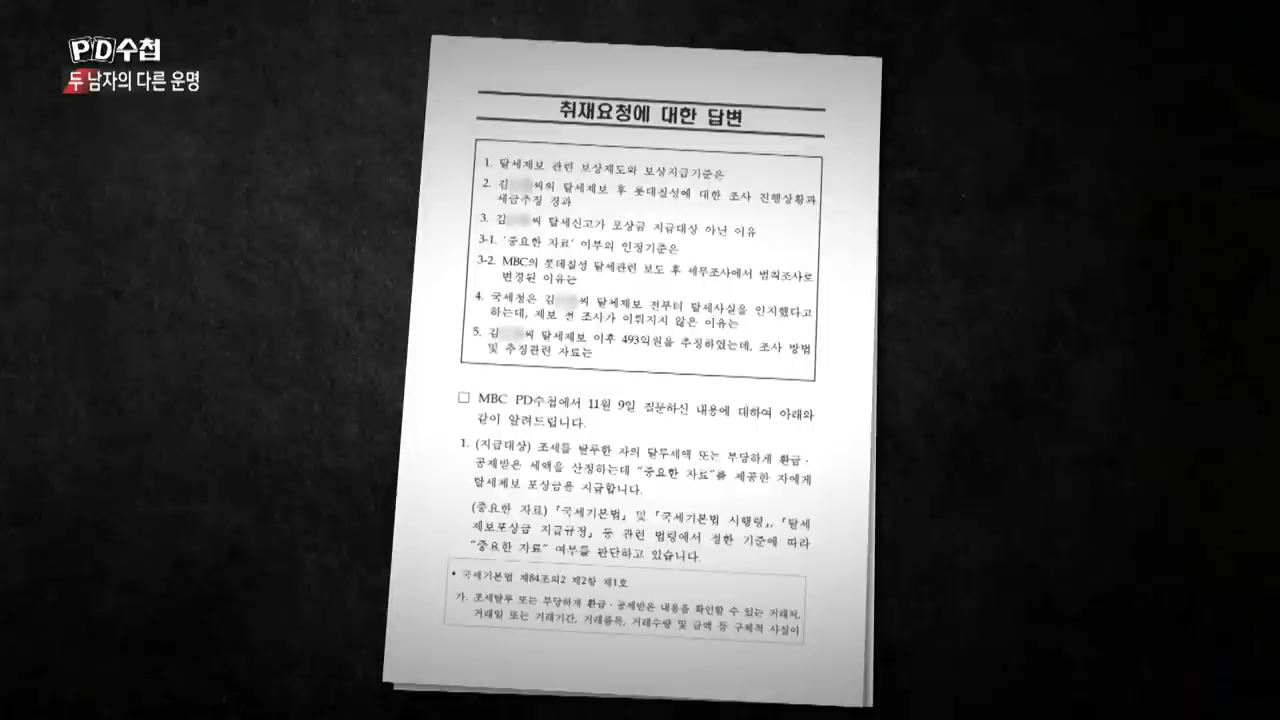 PD수첩
두 남자의 다른 운명
취재요청에 대한 답변
1. 탈세제보 관련 보상제도와 보상지급기준은
2. 김 씨의 탈세제보 후 롯데칠성에 대한 조사 진행상황과
세금추징 경과
3. 김 씨 탈세신고가 포상금 지급대상 아닌 이유
3-1. '중요한 자료' 여부의 인정기준은
3-2. MBC의 롯데칠성 탈세관련 보도 후 세무조사에서 범칙조사로
변경된 이유는
4. 국세청은 김 씨 탈세제보 전부터 탈세사실을 인지했다고
하는데, 제보 전 조사가 이뤄지지 않은 이유는
5. 김 씨 탈세제보 이후 493억원을 추징하였는데, 조사 방법
및 추징관련 자료는
□ MBC PD수첩에서 11월 9일 질문하신 내용에 대하여 아래와
같이 알려드립니다.
1. (지급대상) 조세를 탈루한 자의 탈루세액 또는 부당하게 환급·
공제받은 세액을 산정하는데 "중요한 자료"를 제공한 자에게
탈세제보 포상금을 지급합니다.
(중요한 자료) 「국세기본법」 및 「국세기본법 시행령」, 「탈세
제보포상금 지급규정」 등 관련 법령에서 정한 기준에 따라
"중요한 자료" 여부를 판단하고 있습니다.
• 국세기본법 제84조의2 제2항 제1호
가. 조세탈루 또는 부당하게 환급·공제받은 내용을 확인할 수 있는 거래처,
거래일 또는 거래기간, 거래품목, 거래수량 및 금액 등 구체적 사실이